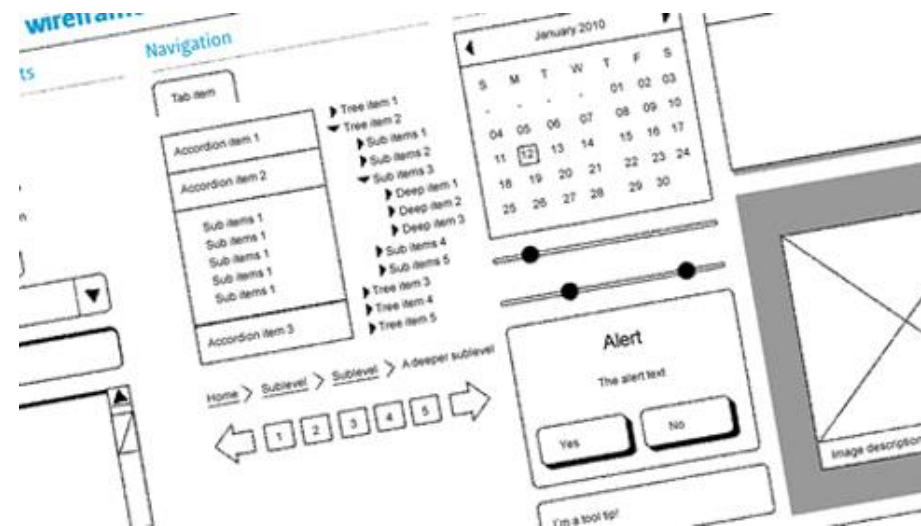 wirefram
ts
Navigation
Tab item
Accordion item 1
Accordion item 2
Sub items 1
Sub items 1
Sub items 1
Sub items 1
Sub items 1
Accordion item 3
Tree item 1
Tree item 2
Sub items 1
Sub items 2
Sub items 3
Deep item 1
Deep item 2
Deep item 3
Sub items 4
Sub items 5
Tree item 3
Tree item 4
Tree item 5
Home > Sublevel > Sublevel > A deeper sublevel
1 2 3 4 5
January 2010
S M T W T F S
- - - - 01 02 03
04 05 06 07 08 09 10
11 12 13 14 15 16 17
18 19 20 21 22 23 24
25 26 27 28 29 30
Alert
The alert text
Yes No
I'm a tool tip!
Image description